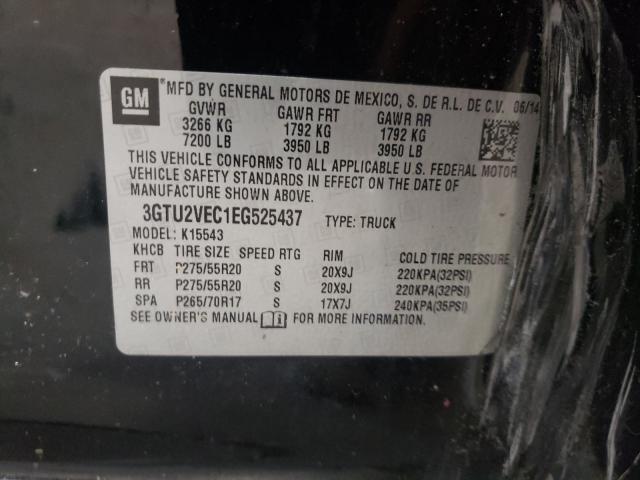 GM
MFD BY GENERAL MOTORS DE MEXICO, S. DE R.L. DE C.V. 06/14
GVWR GAWR FRT GAWR RR
3266 KG 1792 KG 1792 KG
7200 LB 3950 LB 3950 LB
THIS VEHICLE CONFORMS TO ALL APPLICABLE U.S. FEDERAL MOTOR
VEHICLE SAFETY STANDARDS IN EFFECT ON THE DATE OF
MANUFACTURE SHOWN ABOVE.
3GTU2VEC1EG525437 TYPE: TRUCK
MODEL: K15543
KHCB TIRE SIZE SPEED RTG RIM COLD TIRE PRESSURE
FRT P275/55R20 S 20X9J 220KPA(32PSI)
RR P275/55R20 S 20X9J 220KPA(32PSI)
SPA P265/70R17 S 17X7J 240KPA(35PSI)
SEE OWNER'S MANUAL FOR MORE INFORMATION.